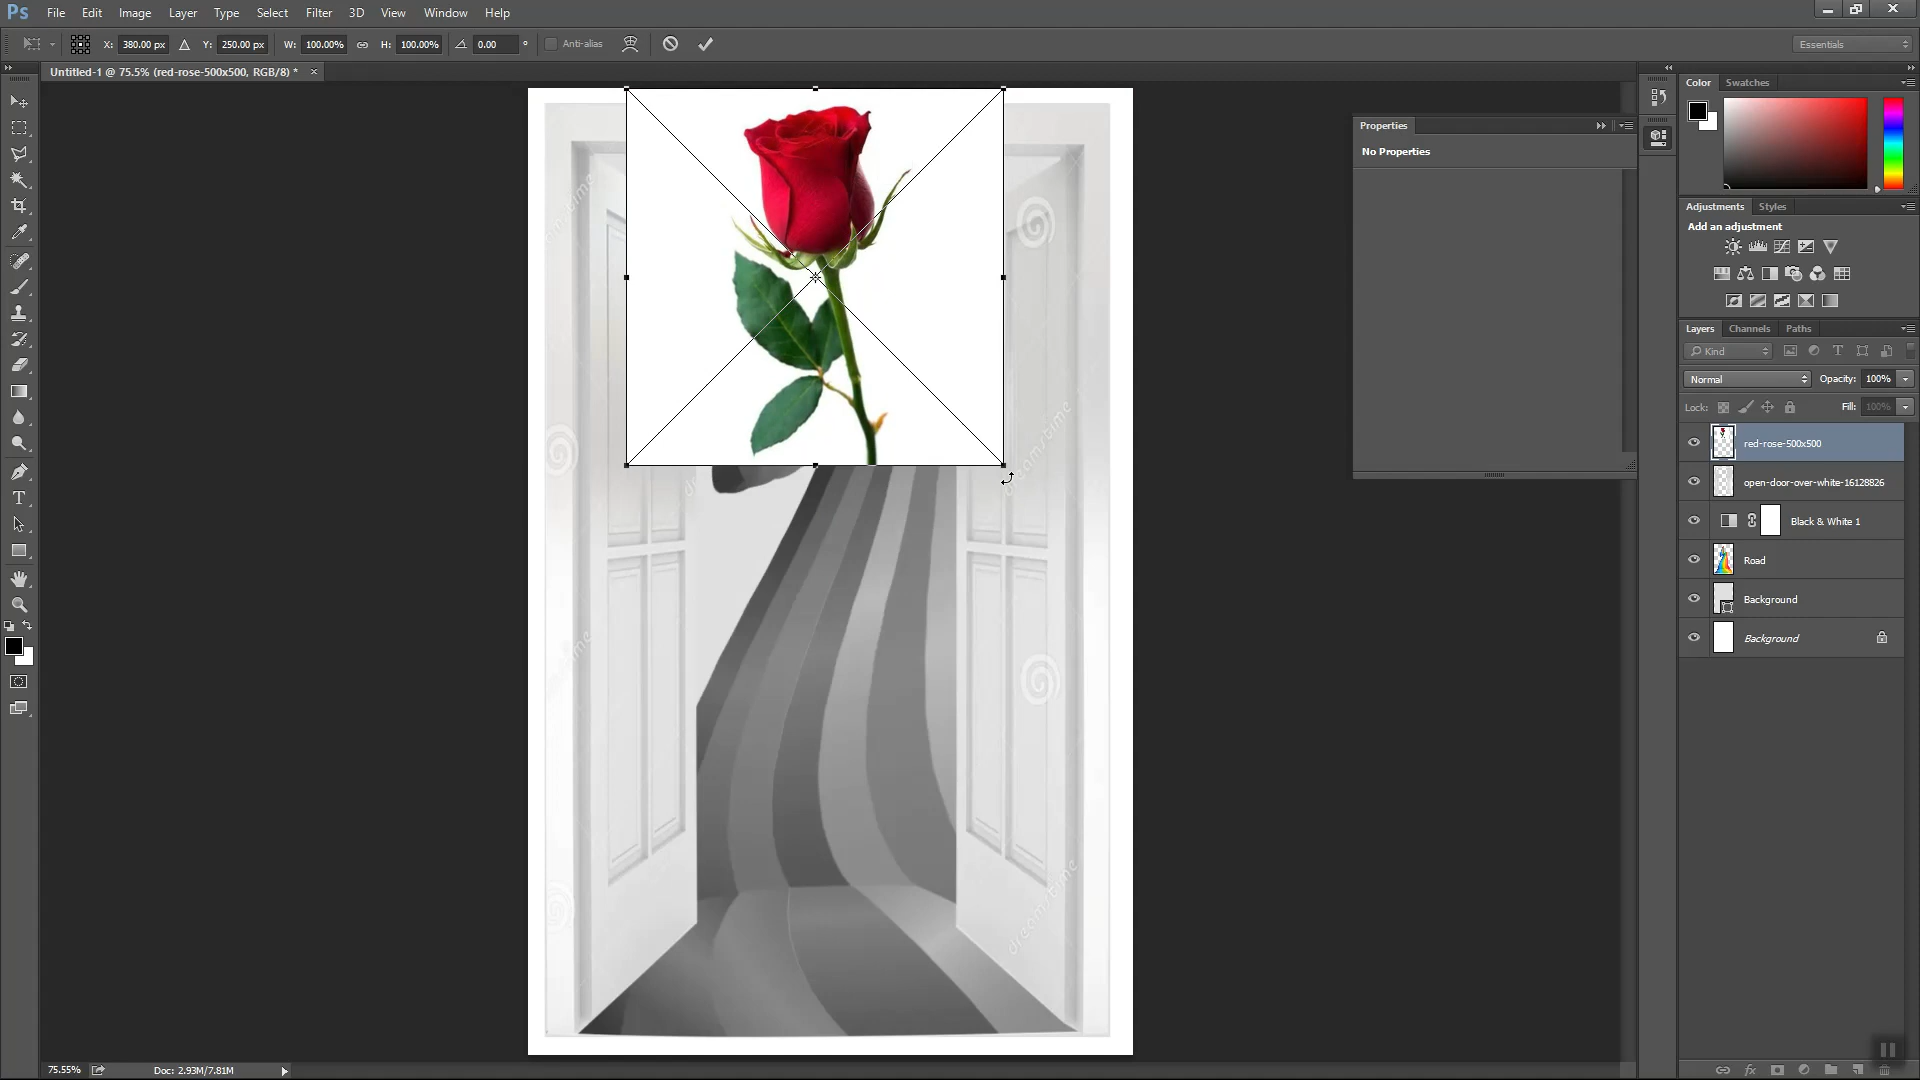 Ps File Edit Image Layer Type Select Filter 3D View Window Help
X: 380.00 px Y: 250.00 px W: 100.00% H: 100.00% 0.00 ° Anti-alias Essentials
Untitled-1 @ 75.5% (red-rose-500x500, RGB/8) * ×
Color Swatches
Properties
No Properties
Adjustments Styles
Add an adjustment
Layers Channels Paths
Kind
Normal Opacity: 100%
Lock: Fill: 100%
red-rose-500x500
open-door-over-white-16128826
Black & White 1
Road
Background
Background
dreamstime
dreamstime
75.55% Doc: 2.93M/7.81M